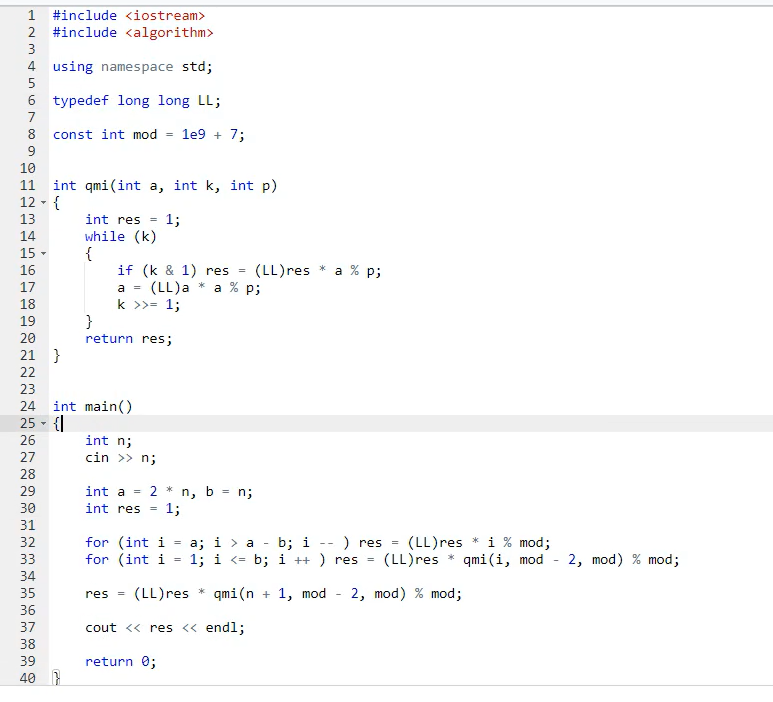 1 #include <iostream>
2 #include <algorithm>
3
4 using namespace std;
5
6 typedef long long LL;
7
8 const int mod = 1e9 + 7;
9
10
11 int qmi(int a, int k, int p)
12 {
13     int res = 1;
14     while (k)
15     {
16         if (k & 1) res = (LL)res * a % p;
17         a = (LL)a * a % p;
18         k >>= 1;
19     }
20     return res;
21 }
22
23
24 int main()
25 {
26     int n;
27     cin >> n;
28
29     int a = 2 * n, b = n;
30     int res = 1;
31
32     for (int i = a; i > a - b; i -- ) res = (LL)res * i % mod;
33     for (int i = 1; i <= b; i ++ ) res = (LL)res * qmi(i, mod - 2, mod) % mod;
34
35     res = (LL)res * qmi(n + 1, mod - 2, mod) % mod;
36
37     cout << res << endl;
38
39     return 0;
40 }